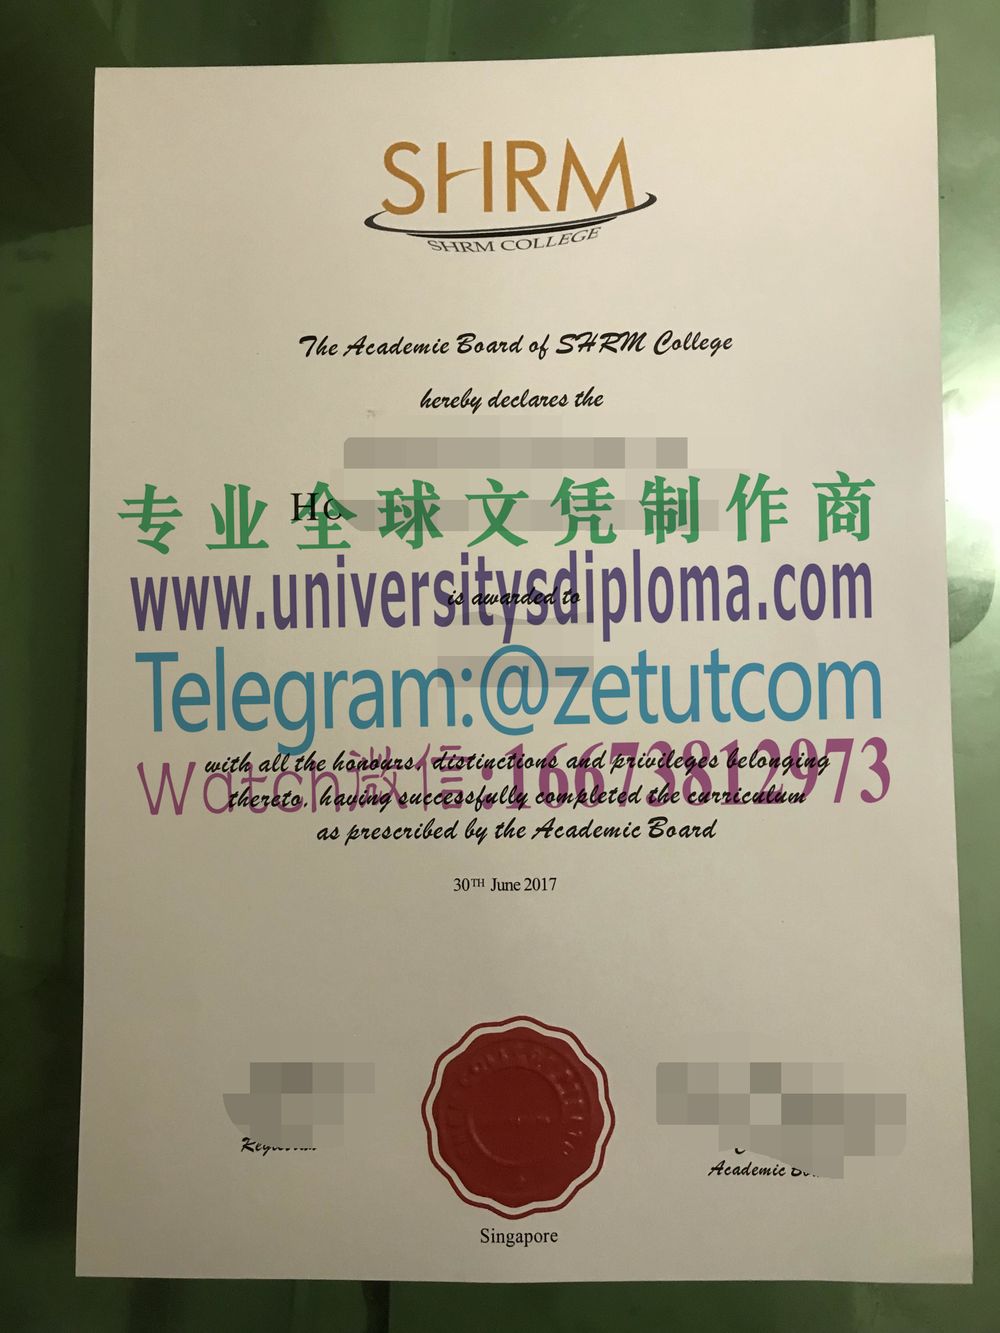 SHRM
SHRM COLLEGE
The Academic Board of SHRM College
hereby declares the
专业全球文凭制作商
www.universitysdiploma.com
is awarded to
Telegram:@zetutcom
with all the honours, distinctions and privileges belonging
Watch微信:16673812973
thereto, having successfully completed the curriculum
as prescribed by the Academic Board
30TH June 2017
Academic
Singapore